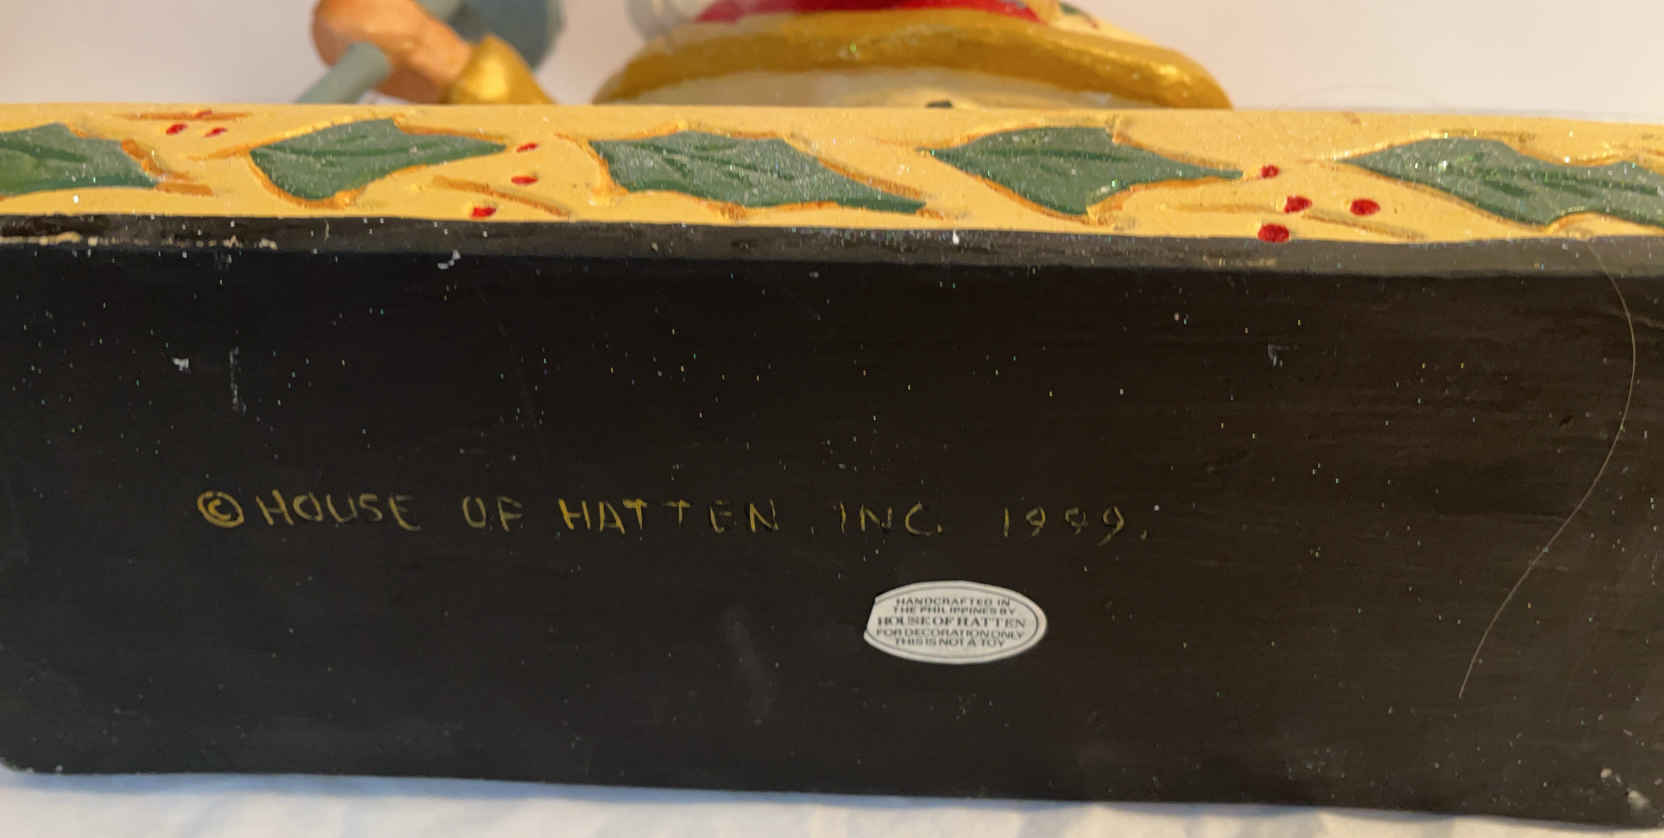 © HOUSE OF HATTEN, INC. 1999.
HANDCRAFTED IN
THE PHILIPPINES BY
HOUSE OF HATTEN
FOR DECORATION ONLY
THIS IS NOT A TOY